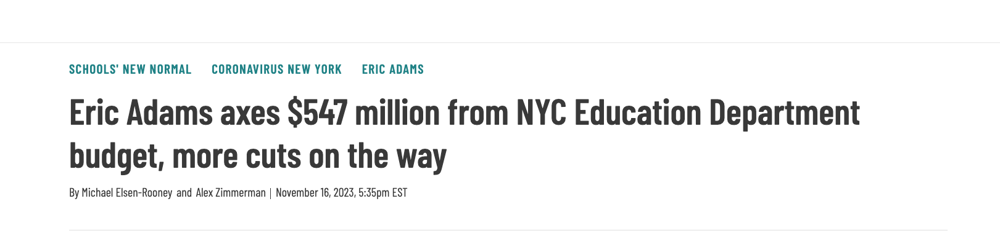 SCHOOLS' NEW NORMAL CORONAVIRUS NEW YORK ERIC ADAMS
Eric Adams axes $547 million from NYC Education Department
budget, more cuts on the way
By Michael Elsen-Rooney and Alex Zimmerman | November 16, 2023, 5:35pm EST